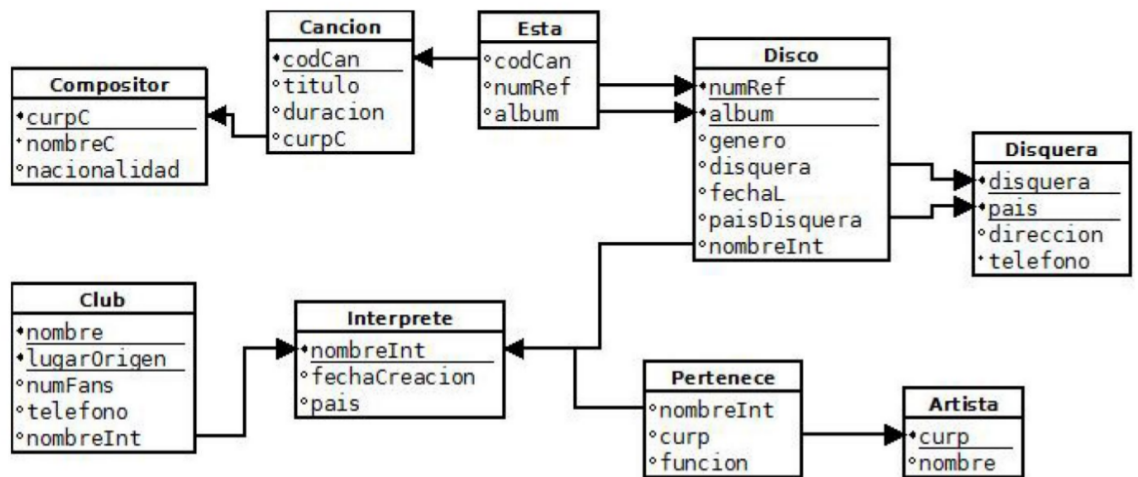 Compositor
curpC
nombreC
nacionalidad
Cancion
codCan
titulo
duracion
curpC
Esta
codCan
numRef
album
Disco
numRef
album
genero
disquera
fechaL
paisDisquera
nombreInt
Disquera
disquera
pais
direccion
telefono
Club
nombre
lugarOrigen
numFans
telefono
nombreInt
Interprete
nombreInt
fechaCreacion
pais
Pertenece
nombreInt
curp
funcion
Artista
curp
nombre